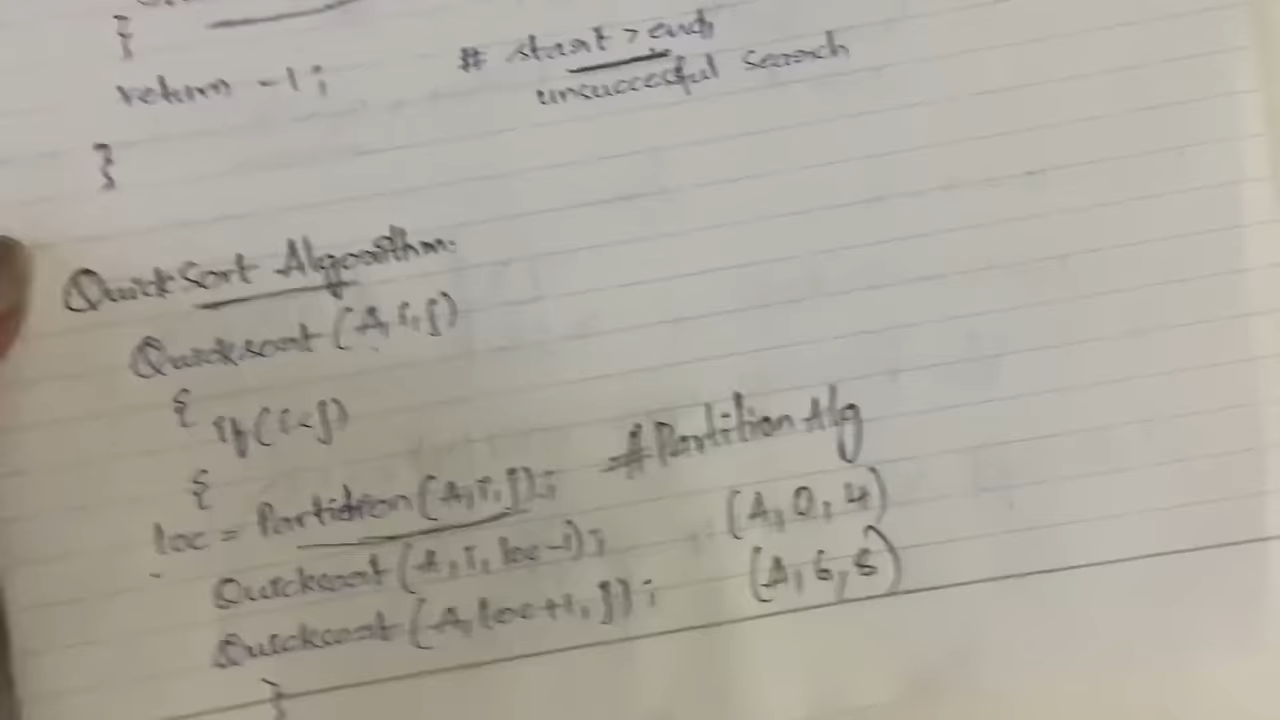 }
return -1;
# start > end,
unsuccesful search
}
QuickSort Algorithm.
Quicksort (A, i, j)
{
if (i<j)
{
loc = Partition (A, i, j); # Partition Alg
Quicksort (A, i, loc-1); (A, 0, 4)
Quicksort (A, loc+1, j); (A, 6, 8)
}